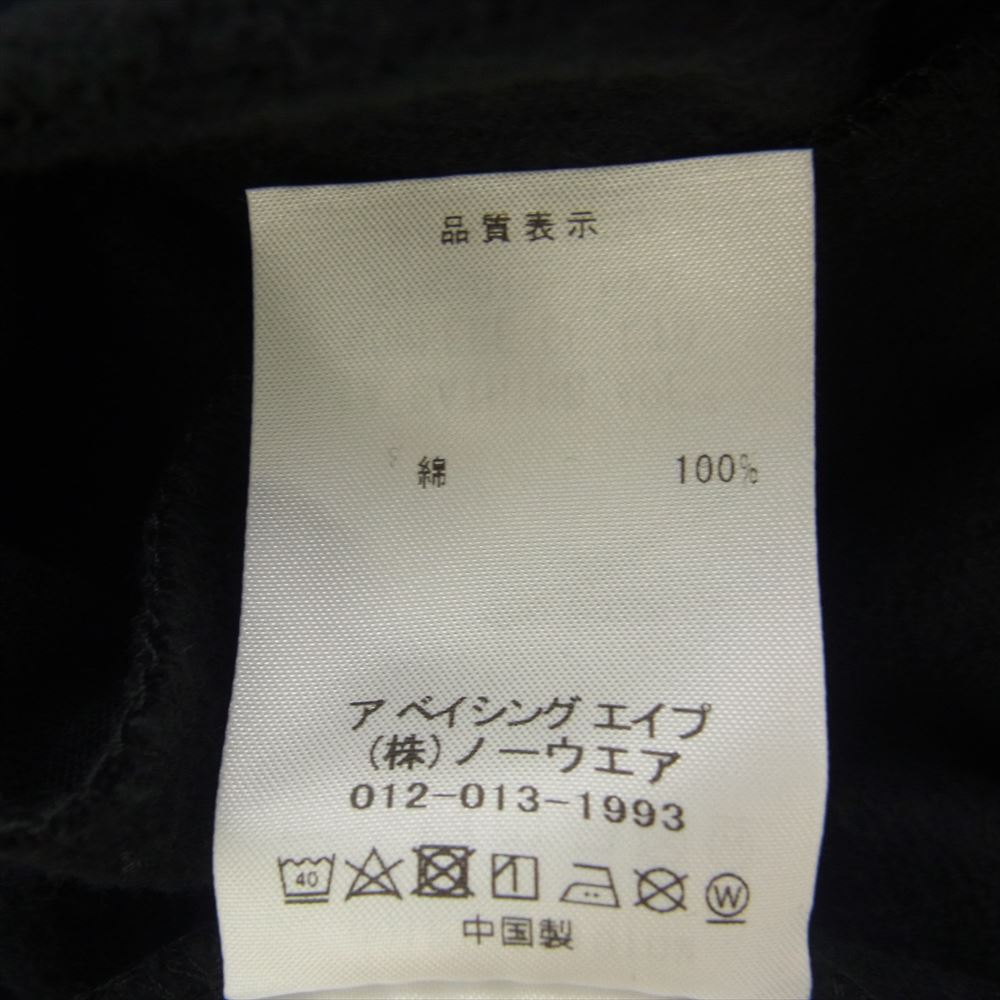 品質表示
綿 100%
ア ベイシング エイプ
(株)ノーウエア
012-013-1993
40 W
中国製